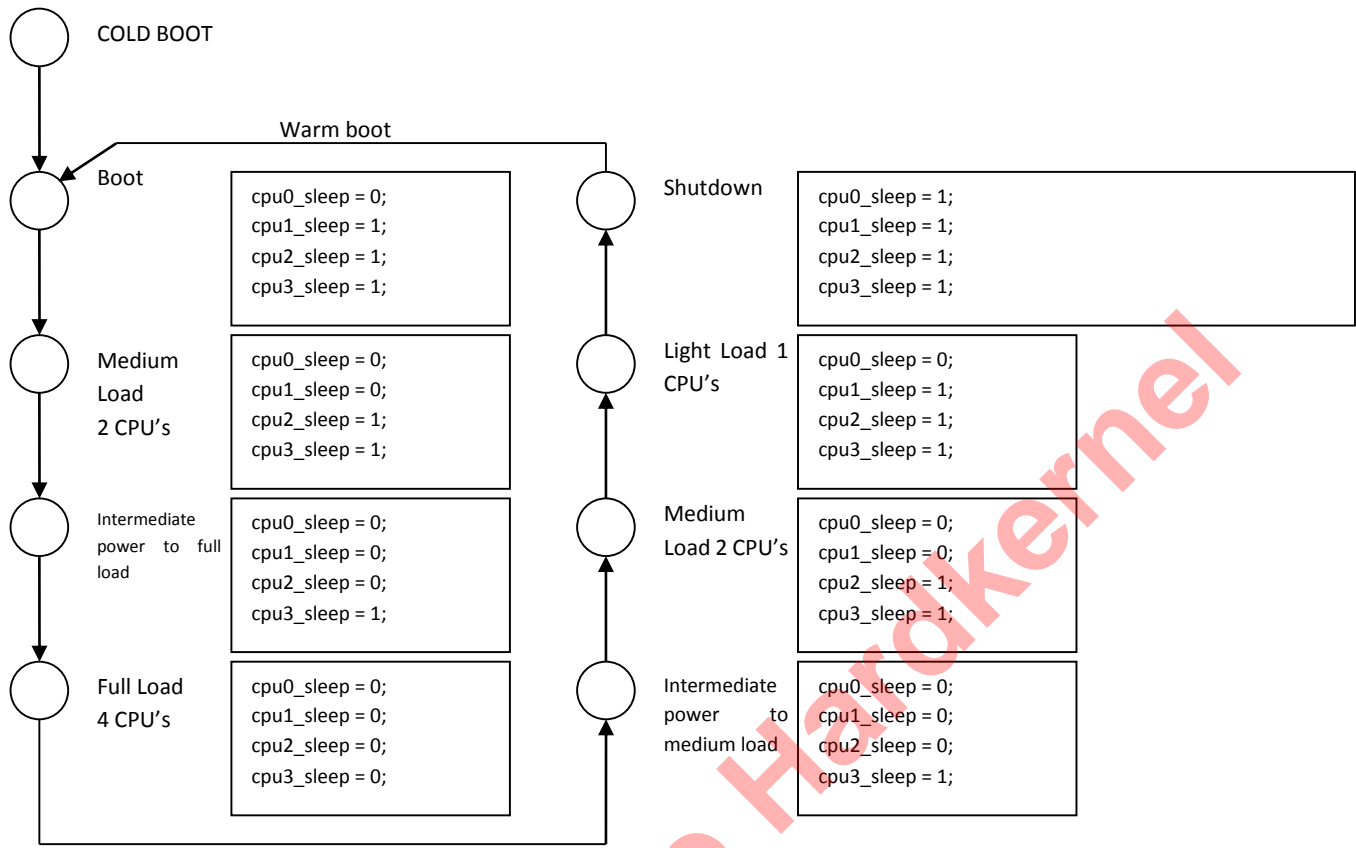 COLD BOOT
Warm boot
Boot
cpu0_sleep = 0;
cpu1_sleep = 1;
cpu2_sleep = 1;
cpu3_sleep = 1;
Medium
Load
2 CPU’s
cpu0_sleep = 0;
cpu1_sleep = 0;
cpu2_sleep = 1;
cpu3_sleep = 1;
Intermediate
power to full
load
cpu0_sleep = 0;
cpu1_sleep = 0;
cpu2_sleep = 0;
cpu3_sleep = 1;
Full Load
4 CPU’s
cpu0_sleep = 0;
cpu1_sleep = 0;
cpu2_sleep = 0;
cpu3_sleep = 0;
Shutdown
cpu0_sleep = 1;
cpu1_sleep = 1;
cpu2_sleep = 1;
cpu3_sleep = 1;
Light Load 1
CPU’s
cpu0_sleep = 0;
cpu1_sleep = 1;
cpu2_sleep = 1;
cpu3_sleep = 1;
Medium
Load 2 CPU’s
cpu0_sleep = 0;
cpu1_sleep = 0;
cpu2_sleep = 1;
cpu3_sleep = 1;
Intermediate
power to
medium load
cpu0_sleep = 0;
cpu1_sleep = 0;
cpu2_sleep = 0;
cpu3_sleep = 1;
Hardkernel